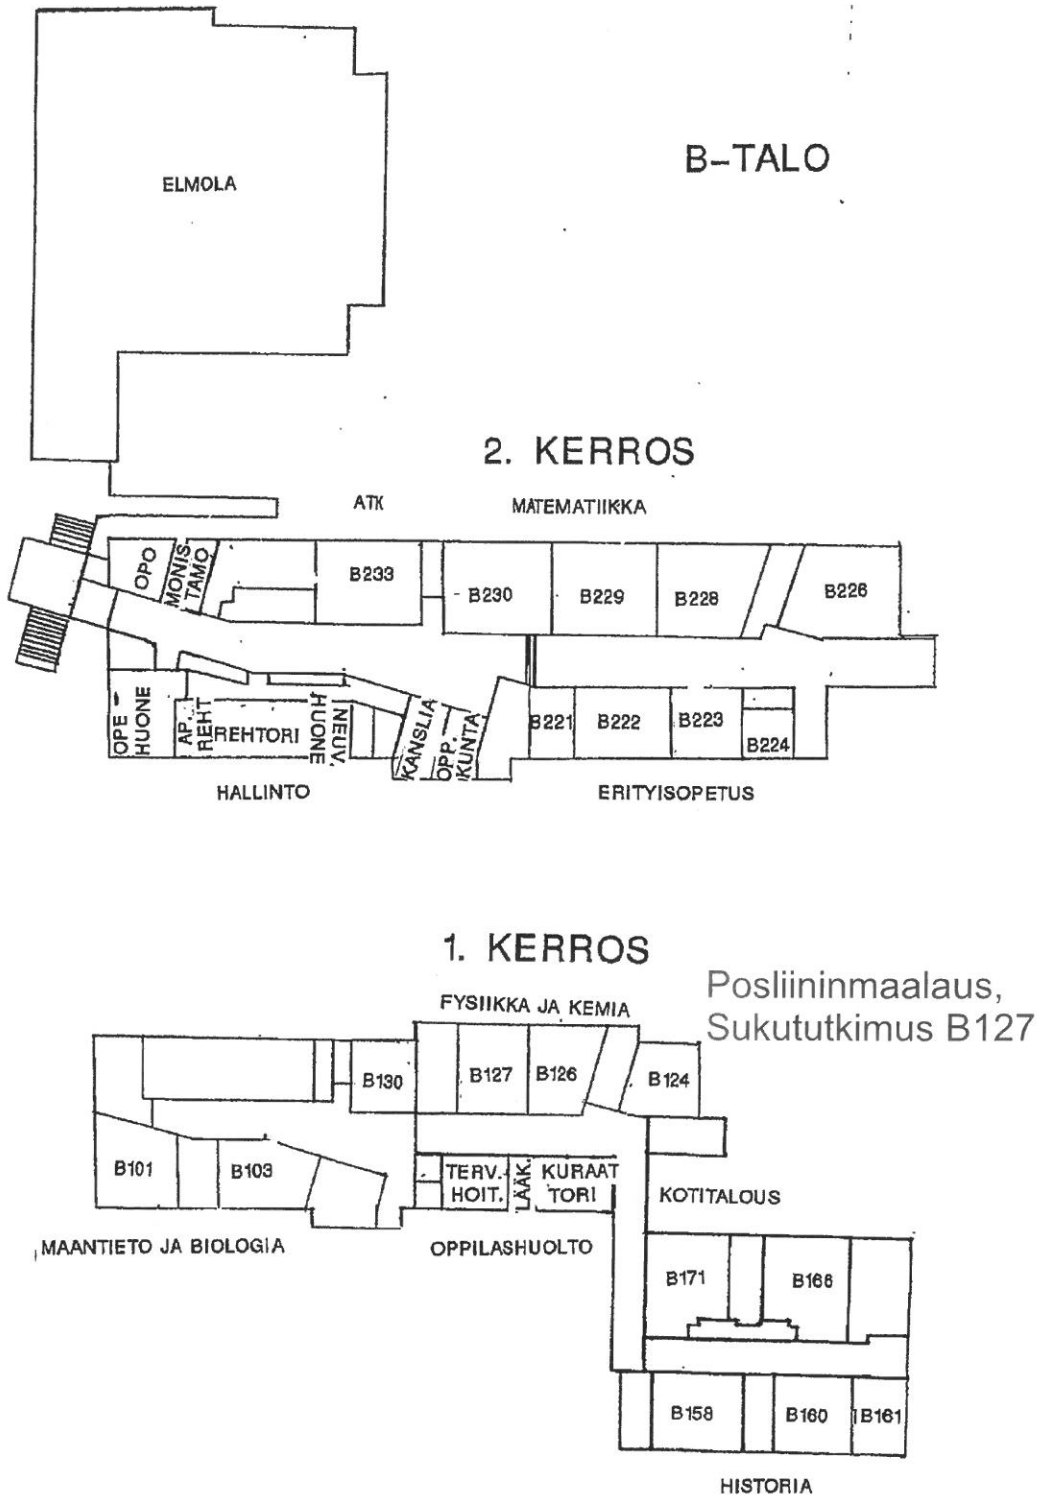 B-TALO
ELMOLA
2. KERROS
ATK
MATEMATIIKKA
OPO
MONIS
TAMO
B233
B230
B229
B228
B226
OPE-
HUONE
AP.
REHT
REHTORI
NEUV.
HUONE
KANSLIA
OPP.
KUNTA
B221
B222
B223
B224
HALLINTO
ERITYISOPETUS
1. KERROS
Posliininmaalaus,
Sukututkimus B127
FYSIIKKA JA KEMIA
B130
B127
B126
B124
B101
B103
TERV.
HOIT.
LÄÄK.
KURAAT
TORI
KOTITALOUS
MAANTIETO JA BIOLOGIA
OPPILASHUOLTO
B171
B166
B158
B160
B161
HISTORIA